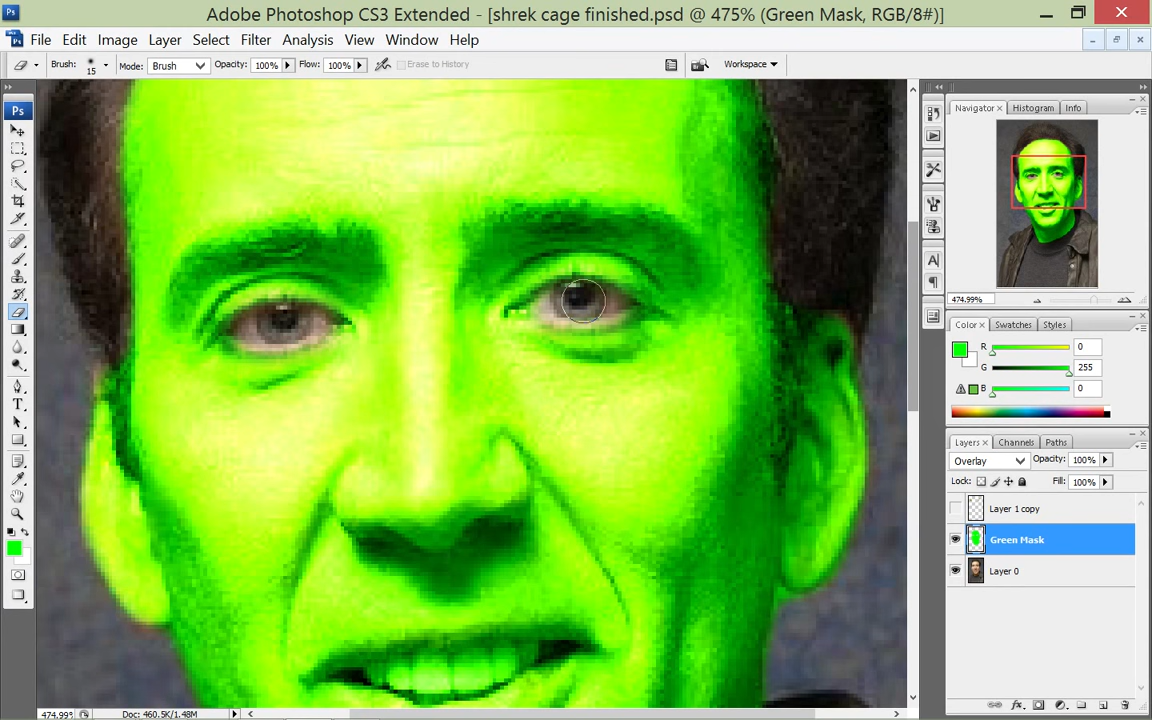 Adobe Photoshop CS3 Extended - [shrek cage finished.psd @ 475% (Green Mask, RGB/8#)]
File Edit Image Layer Select Filter Analysis View Window Help
Brush: 15 Mode: Brush Opacity: 100% Flow: 100% Erase to History Workspace
Ps
Navigator Histogram Info
474.99%
Color Swatches Styles
R 0
G 255
B 0
Layers Channels Paths
Overlay Opacity: 100%
Lock: Fill: 100%
Layer 1 copy
Green Mask
Layer 0
474.99% Doc: 460.5K/1.48M